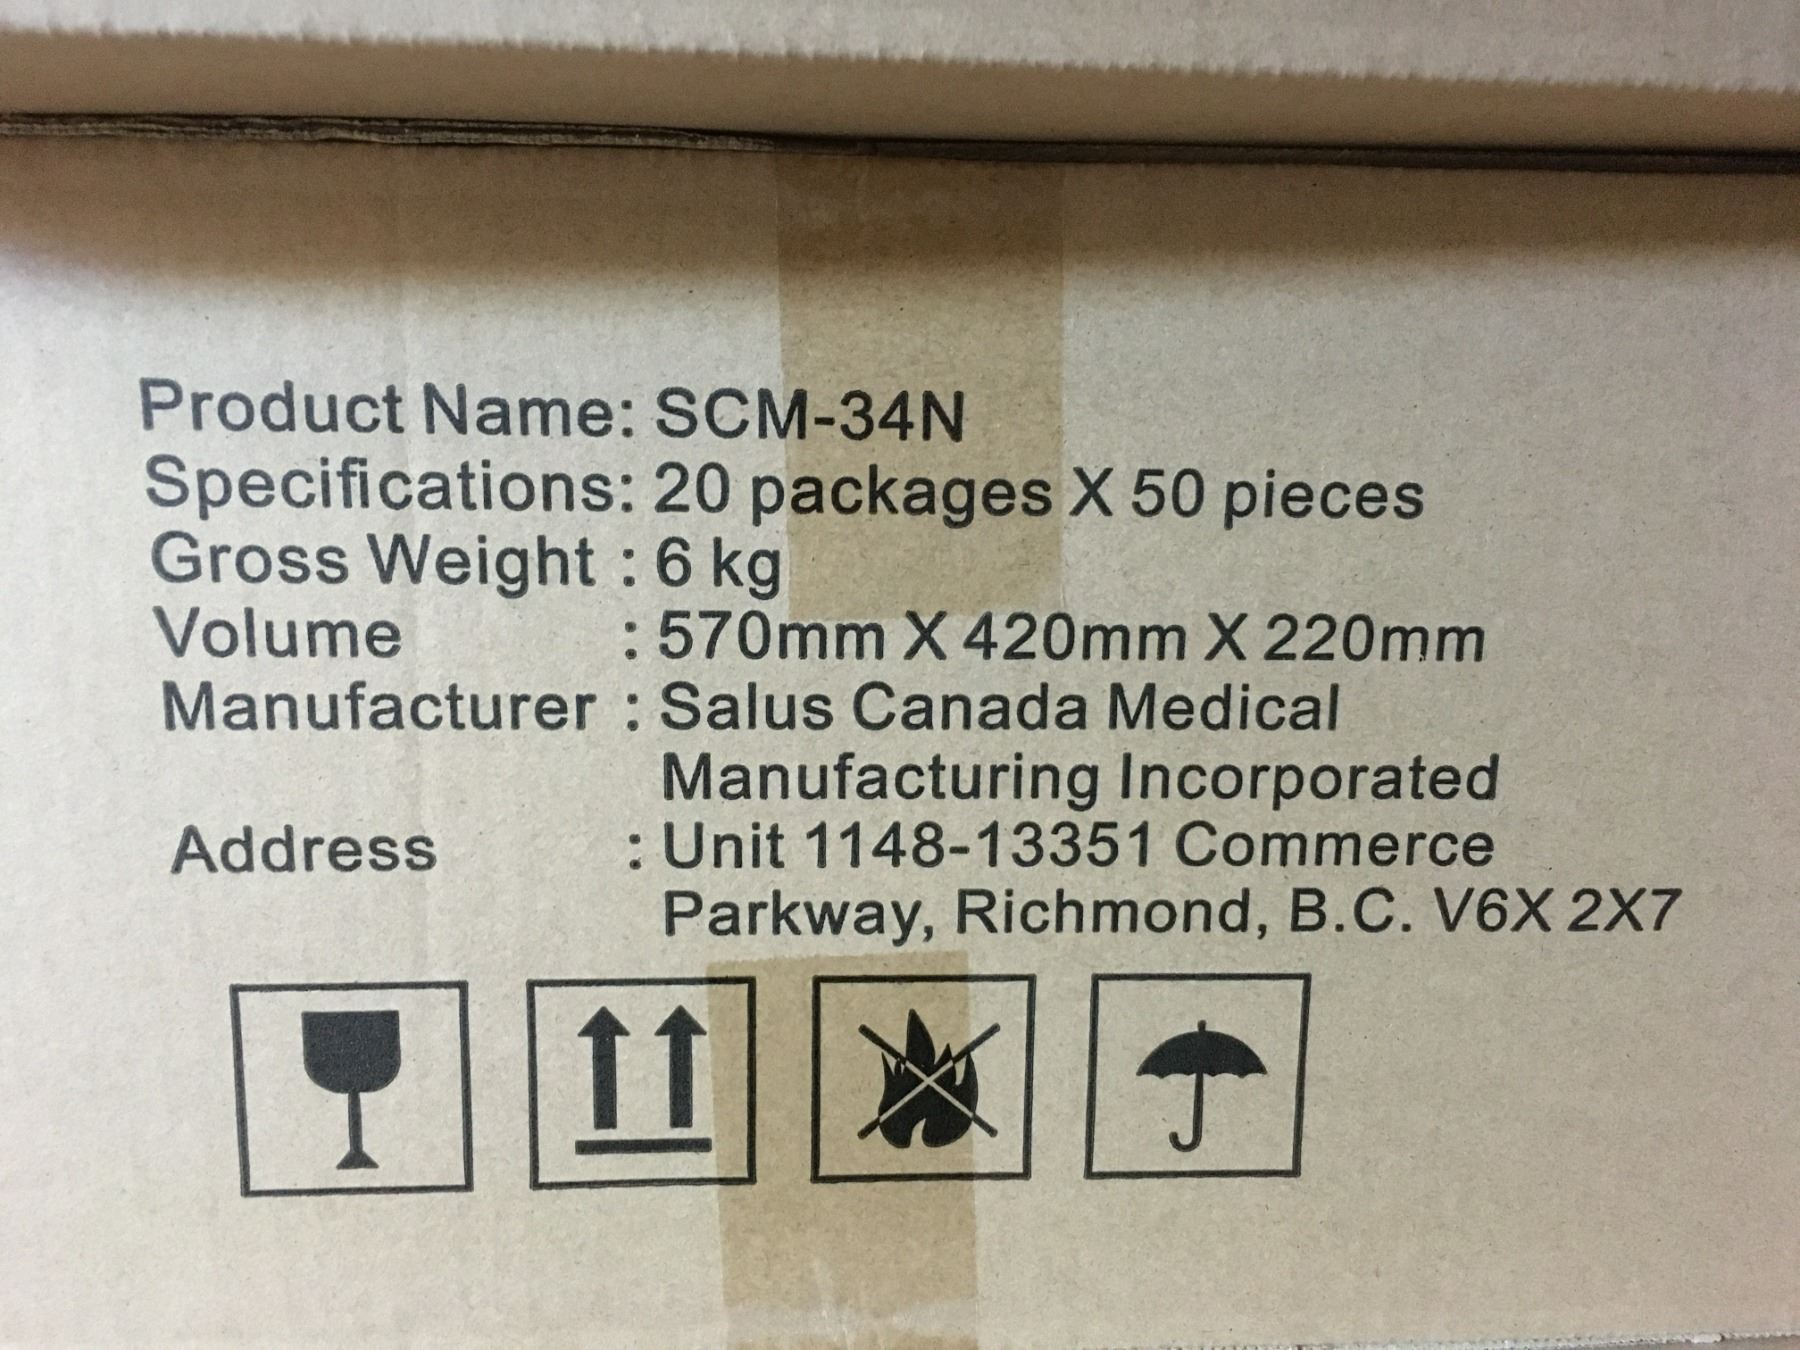 Product Name: SCM-34N
Specifications: 20 packages X 50 pieces
Gross Weight : 6 kg
Volume : 570mm X 420mm X 220mm
Manufacturer : Salus Canada Medical
Manufacturing Incorporated
Address : Unit 1148-13351 Commerce
Parkway, Richmond, B.C. V6X 2X7